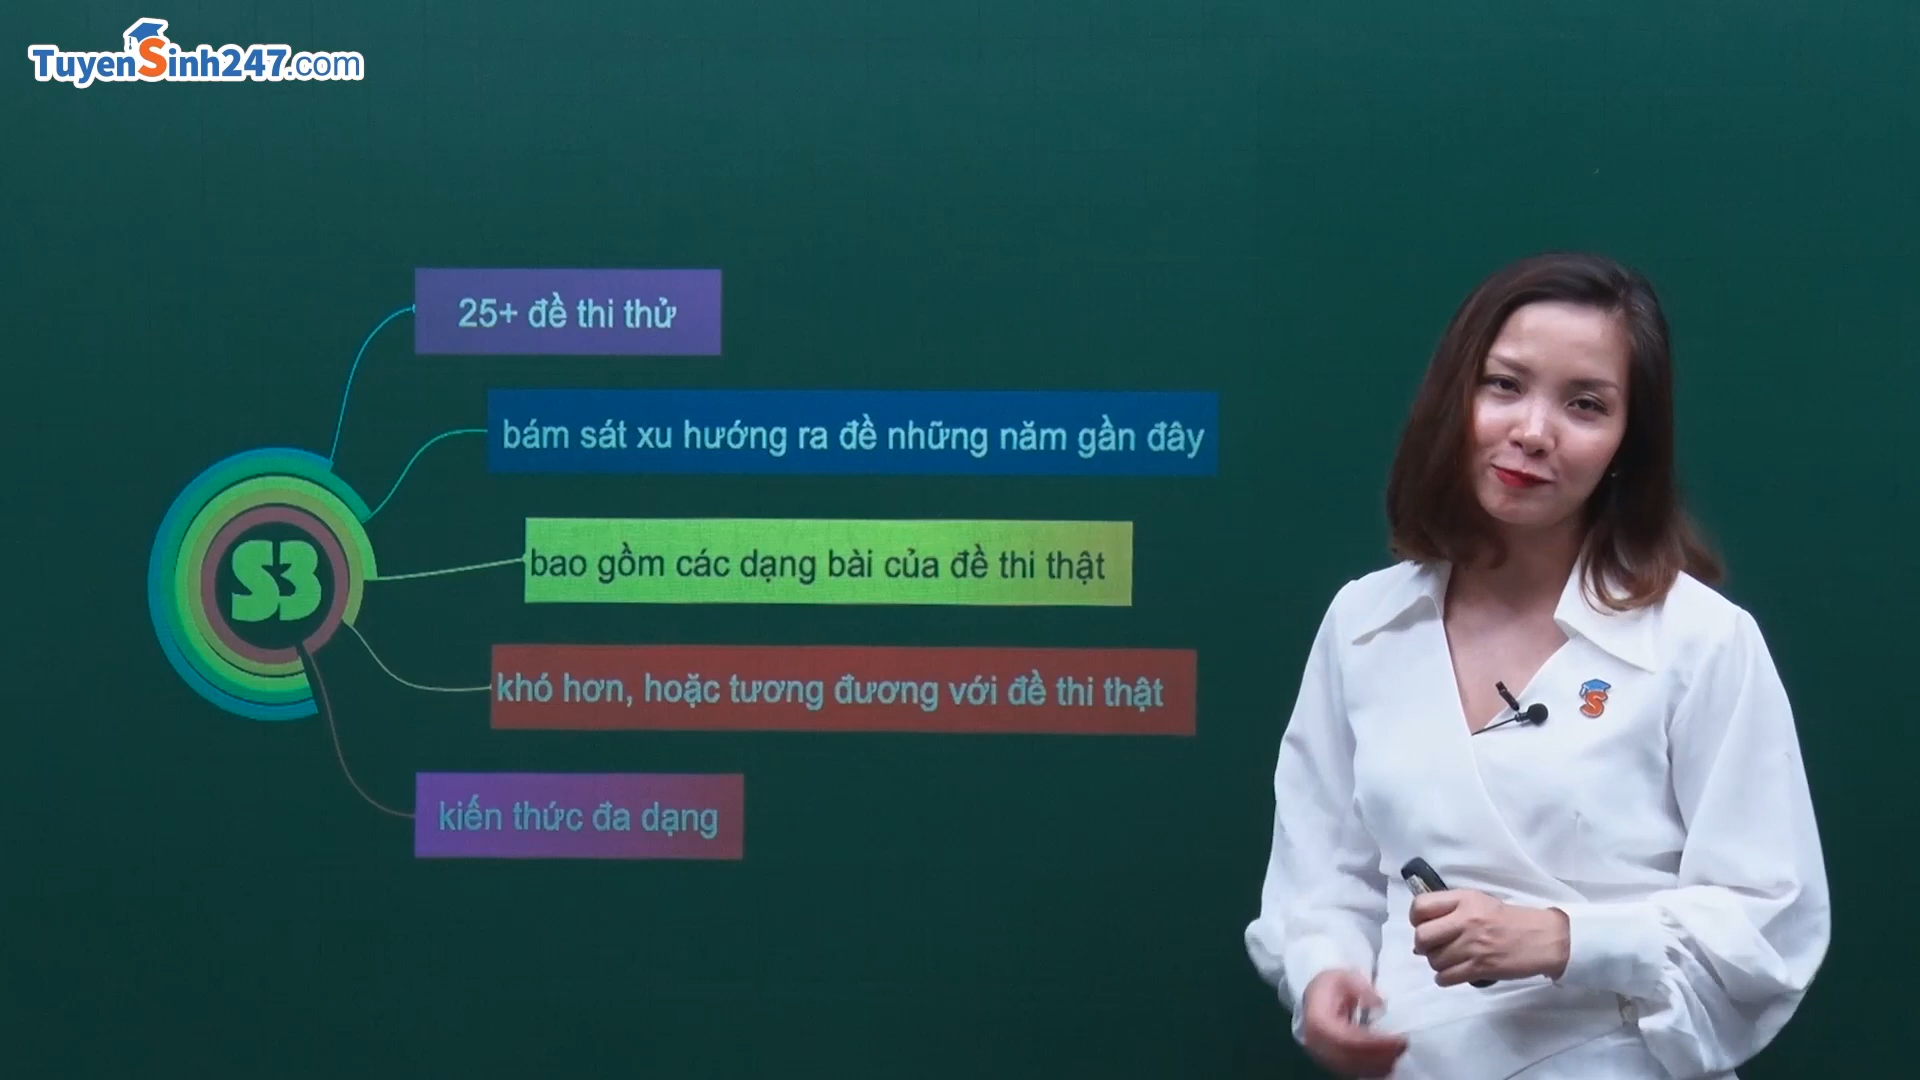 TuyenSinh247.com
25+ đề thi thử
bám sát xu hướng ra đề những năm gần đây
S3
bao gồm các dạng bài của đề thi thật
khó hơn, hoặc tương đương với đề thi thật
kiến thức đa dạng
S